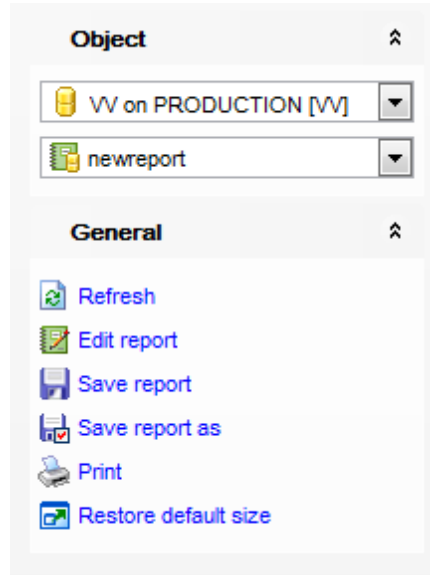 Object
VV on PRODUCTION [VV]
newreport
General
Refresh
Edit report
Save report
Save report as
Print
Restore default size